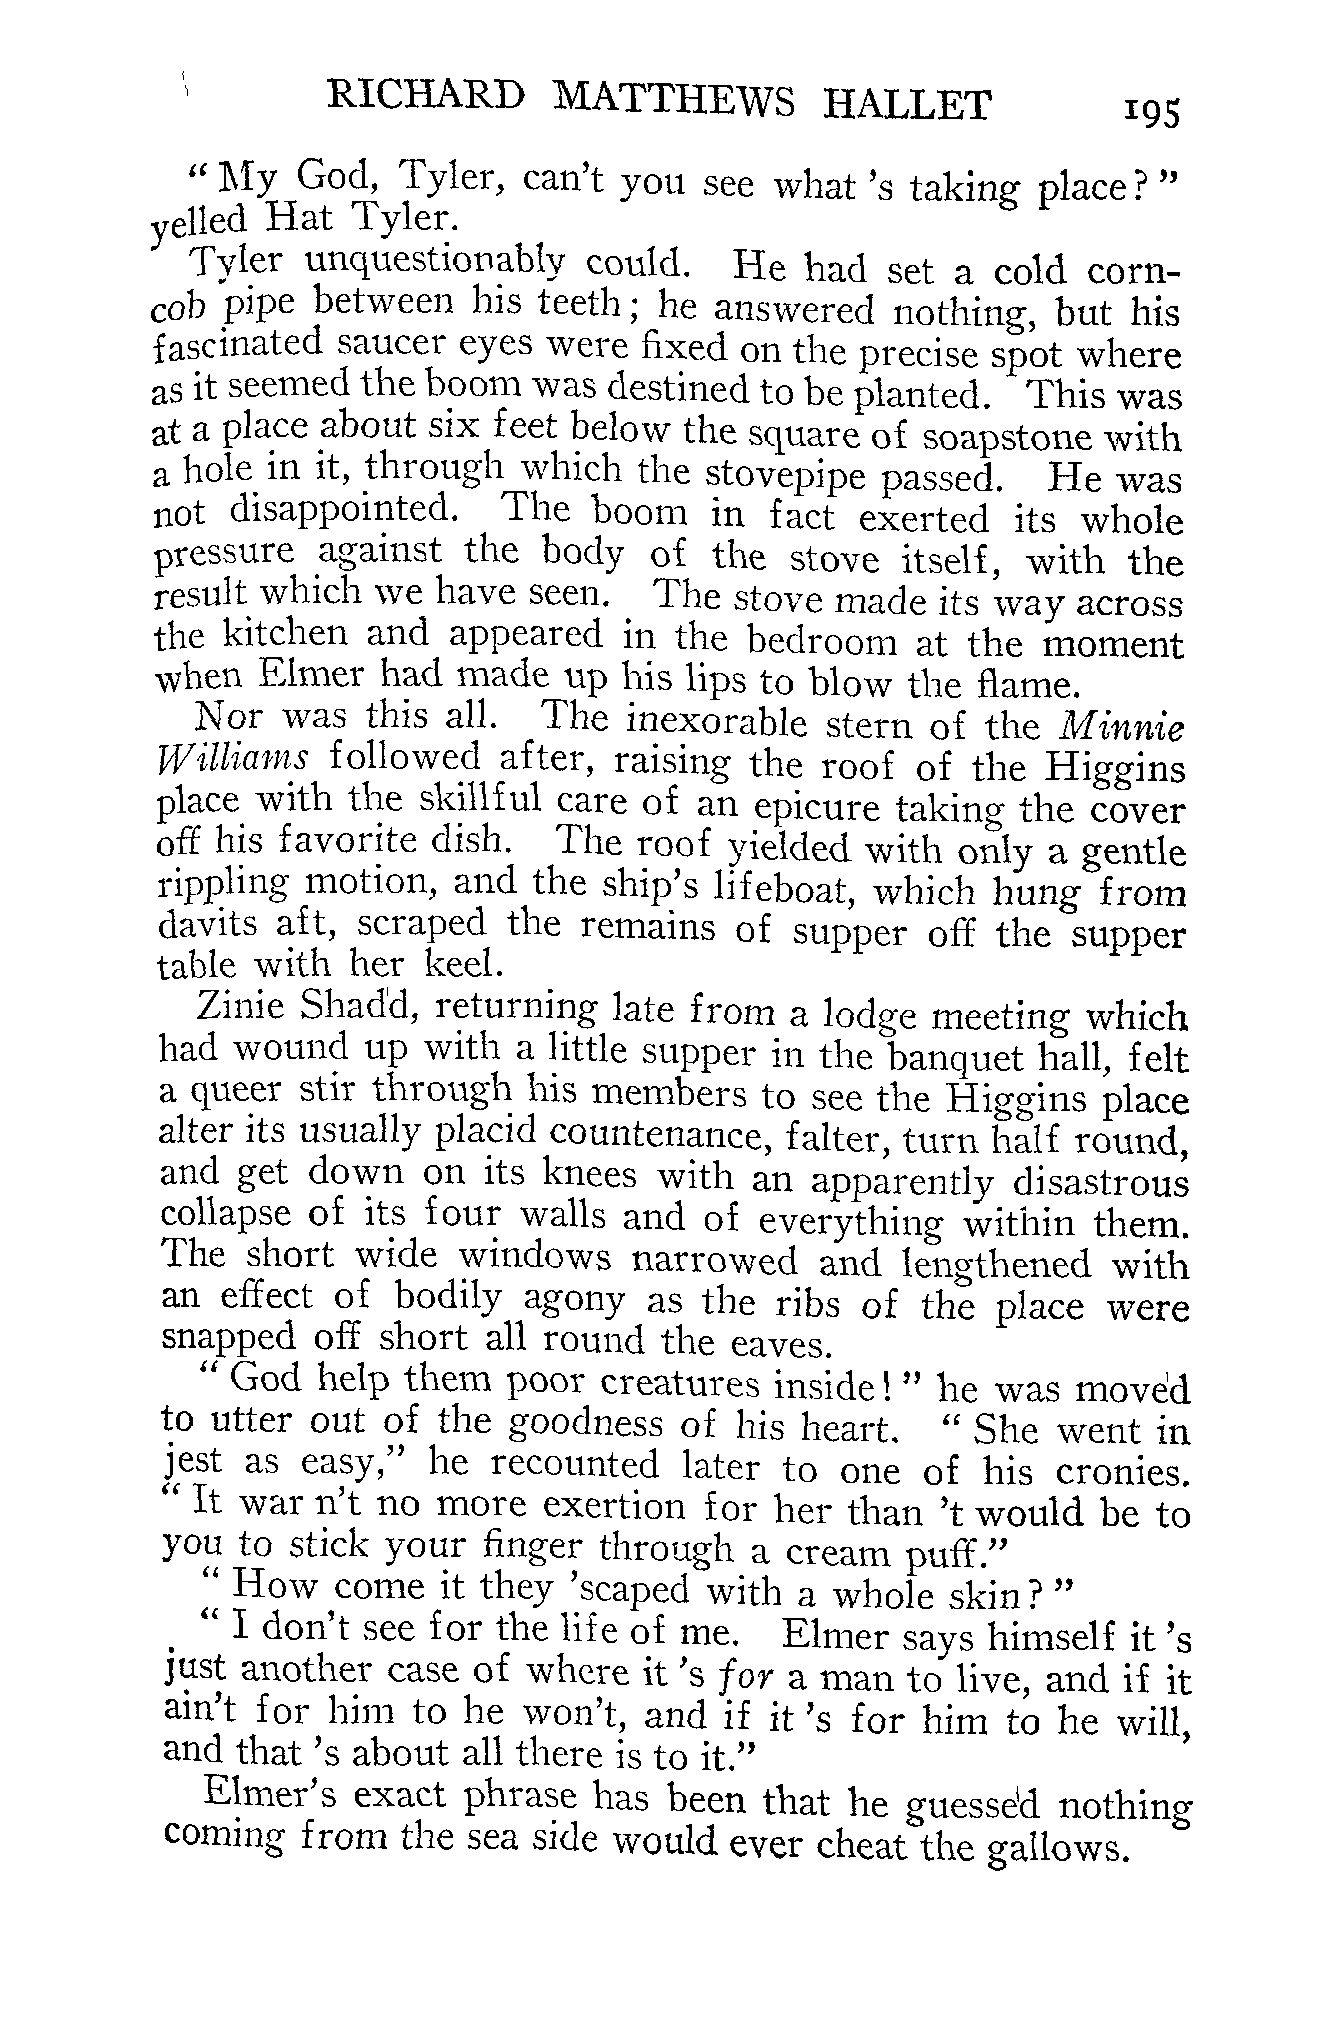 RICHARD MATTHEWS HALLET 195
" My God, Tyler, can't you see what 's taking place? "
yelled Hat Tyler.
Tyler unquestionably could. He had set a cold corn-
cob pipe between his teeth; he answered nothing, but his
fascinated saucer eyes were fixed on the precise spot where
as it seemed the boom was destined to be planted. This was
at a place about six feet below the square of soapstone with
a hole in it, through which the stovepipe passed. He was
not disappointed. The boom in fact exerted its whole
pressure against the body of the stove itself, with the
result which we have seen. The stove made its way across
the kitchen and appeared in the bedroom at the moment
when Elmer had made up his lips to blow the flame.
Nor was this all. The inexorable stern of the Minnie
Williams followed after, raising the roof of the Higgins
place with the skillful care of an epicure taking the cover
off his favorite dish. The roof yielded with only a gentle
rippling motion, and the ship's lifeboat, which hung from
davits aft, scraped the remains of supper off the supper
table with her keel.
Zinie Shadd, returning late from a lodge meeting which
had wound up with a little supper in the banquet hall, felt
a queer stir through his members to see the Higgins place
alter its usually placid countenance, falter, turn half round,
and get down on its knees with an apparently disastrous
collapse of its four walls and of everything within them.
The short wide windows narrowed and lengthened with
an effect of bodily agony as the ribs of the place were
snapped off short all round the eaves.
" God help them poor creatures inside! " he was moved
to utter out of the goodness of his heart. " She went in
jest as easy," he recounted later to one of his cronies.
" It war n't no more exertion for her than 't would be to
you to stick your finger through a cream puff."
" How come it they 'scaped with a whole skin? "
" I don't see for the life of me. Elmer says himself it 's
just another case of where it 's for a man to live, and if it
ain't for him to he won't, and if it 's for him to he will,
and that 's about all there is to it."
Elmer's exact phrase has been that he guessed nothing
coming from the sea side would ever cheat the gallows.